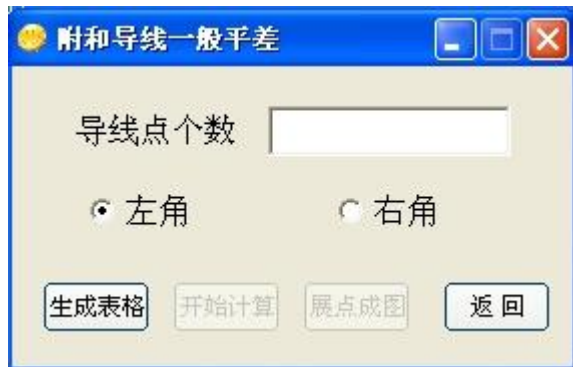 附和导线一般平差
导线点个数
左角 右角
生成表格 开始计算 展点成图 返回